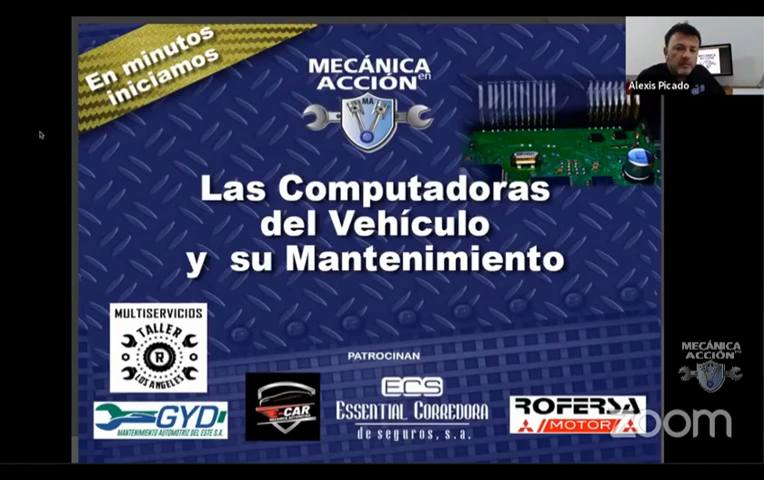 En minutos
iniciamos
MECÁNICA
en
ACCIÓN
MA
Alexis Picado
Las Computadoras
del Vehículo
y su Mantenimiento
MULTISERVICIOS
TALLER
R
LOS ANGELES
PATROCINAN
GYD
MANTENIMIENTO AUTOMOTRIZ DEL ESTE S.A.
E-CAR
ECS
ESSENTIAL CORREDORA
de seguros, s.a.
ROFERSA
MOTOR
MECÁNICA
en
ACCIÓN
zoom